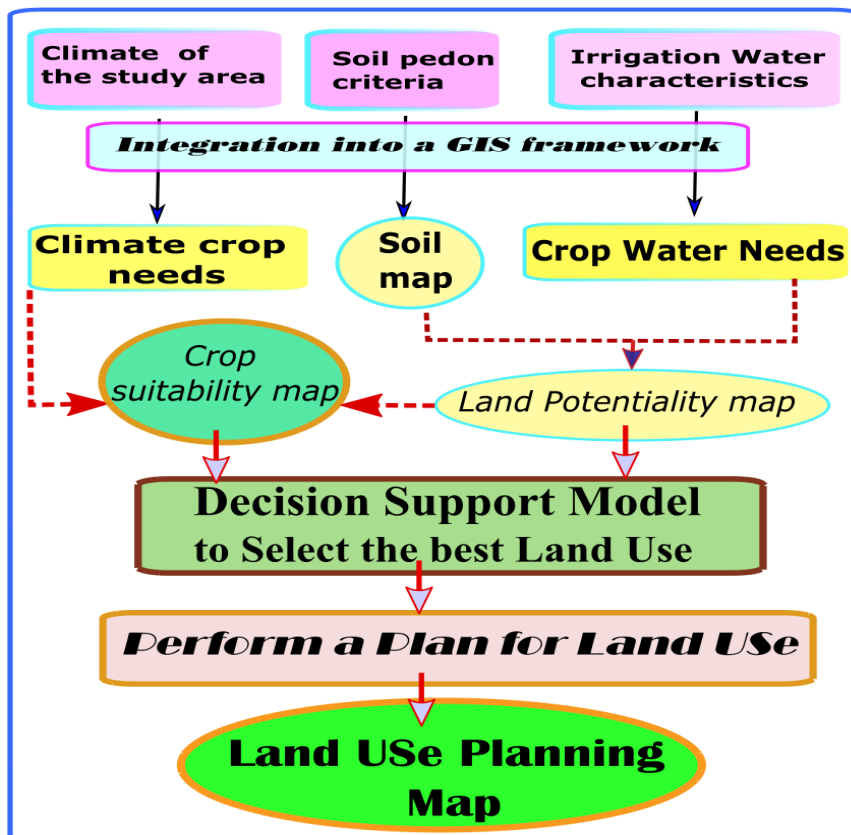 Climate of
the study area
Soil pedon
criteria
Irrigation Water
characteristics
Integration into a GIS framework
Climate crop
needs
Soil
map
Crop Water Needs
Crop
suitability map
Land Potentiality map
Decision Support Model
to Select the best Land Use
Perform a Plan for Land USe
Land USe Planning
Map